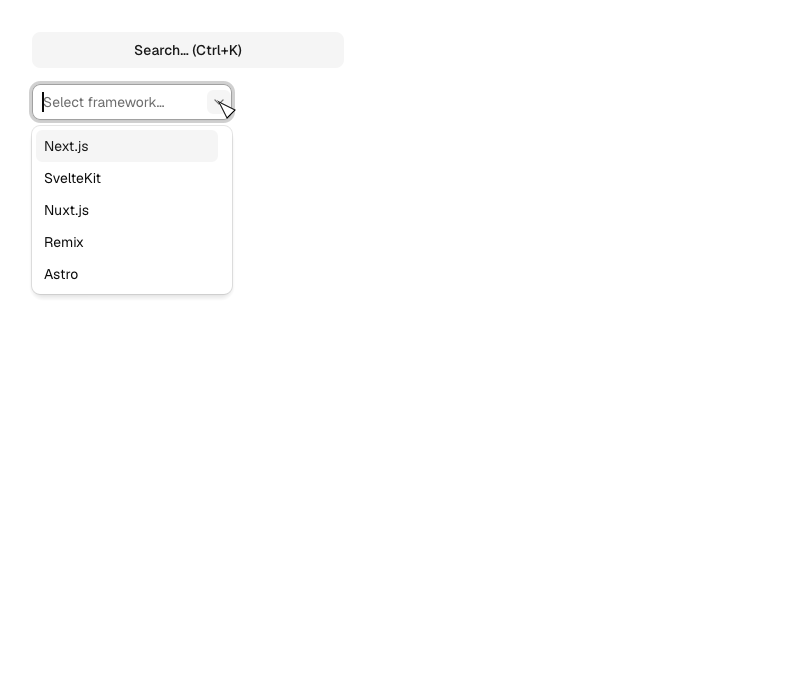 Search... (Ctrl+K)
Select framework...
Next.js
SvelteKit
Nuxt.js
Remix
Astro